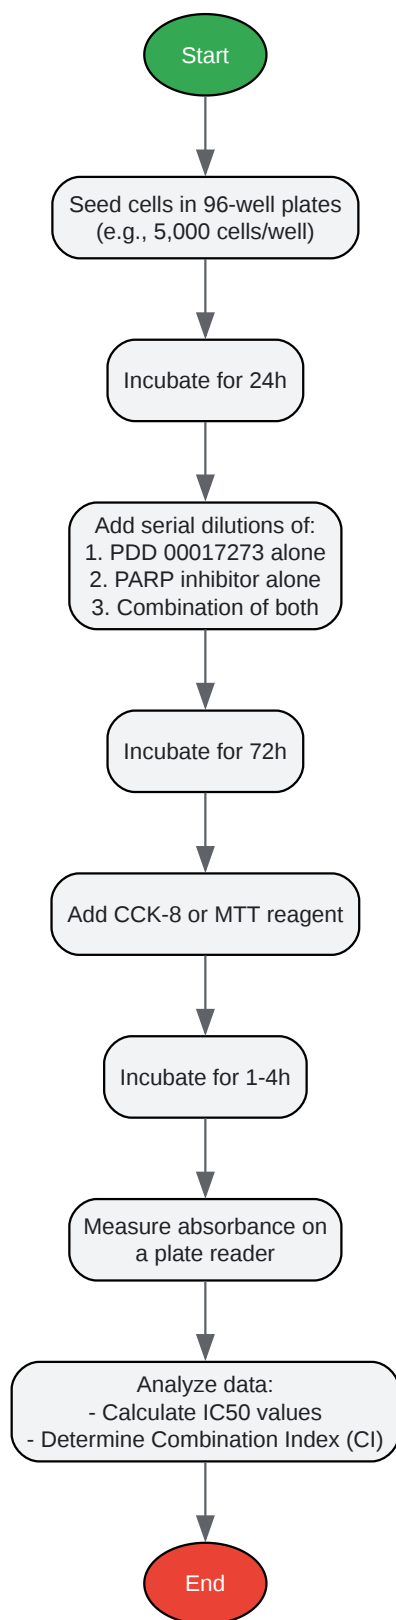 Start
Seed cells in 96-well plates
(e.g., 5,000 cells/well)
Incubate for 24h
Add serial dilutions of:
1. PDD 00017273 alone
2. PARP inhibitor alone
3. Combination of both
Incubate for 72h
Add CCK-8 or MTT reagent
Incubate for 1-4h
Measure absorbance on
a plate reader
Analyze data:
- Calculate IC50 values
- Determine Combination Index (CI)
End